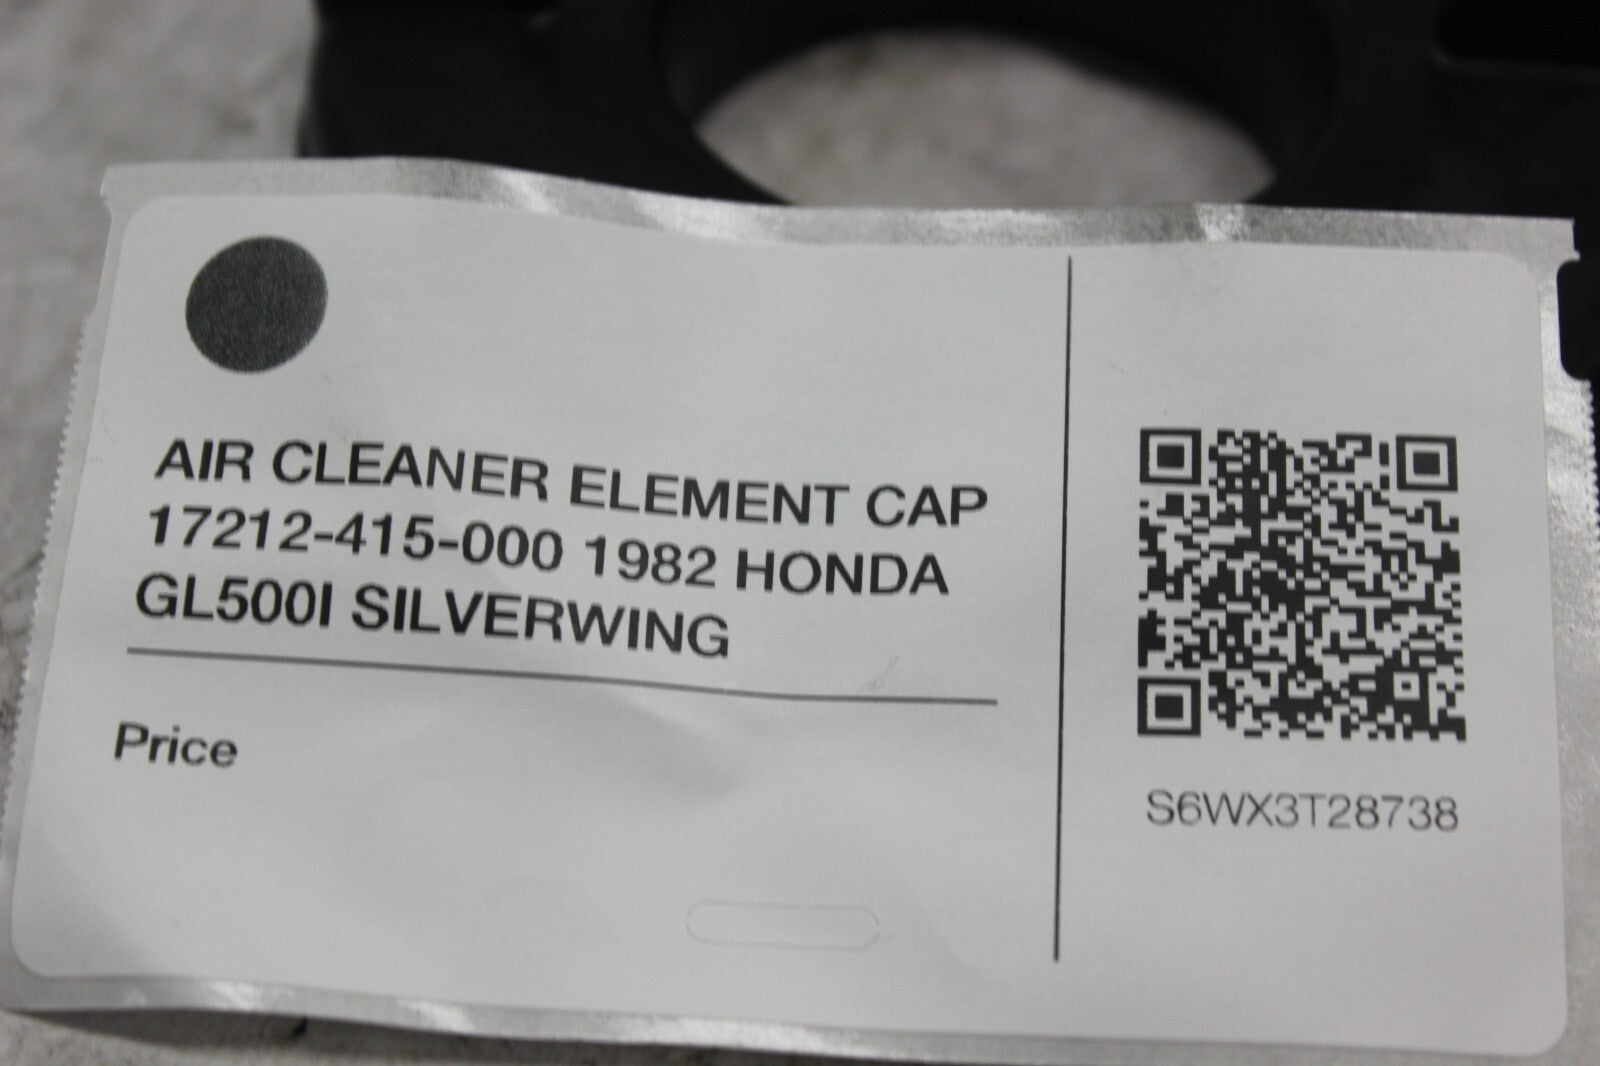 AIR CLEANER ELEMENT CAP
17212-415-000 1982 HONDA
GL500I SILVERWING
Price
S6WX3T28738